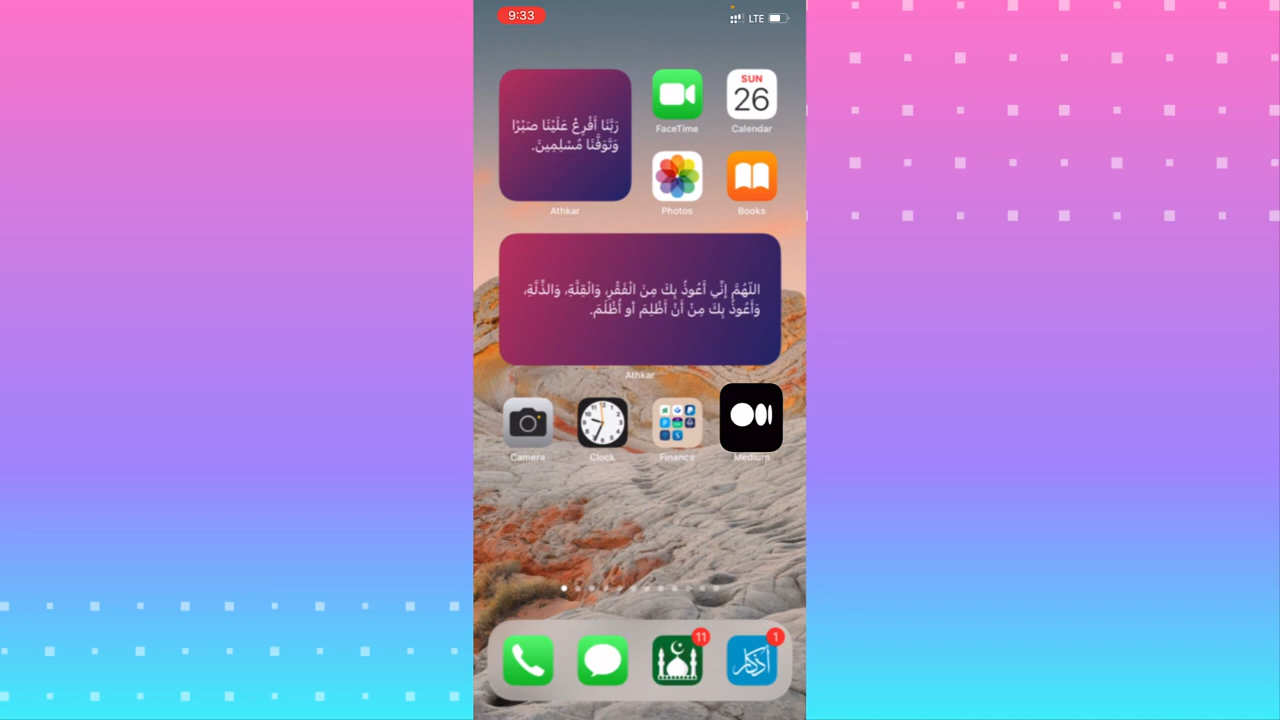 9:33
LTE
رَبَّنَا أَفْرِغْ عَلَيْنَا صَبْرًا
وَتَوَفَّنَا مُسْلِمِينَ.
Athkar
FaceTime
SUN
26
Calendar
Photos
Books
اللَّهُمَّ إِنِّي أَعُوذُ بِكَ مِنَ الْفَقْرِ، وَالْقِلَّةِ، وَالذِّلَّةِ،
وَأَعُوذُ بِكَ مِنْ أَنْ أَظْلِمَ أَو أُظْلَمَ.
Athkar
Camera
Clock
Finance
Medium
11
1
أذكار